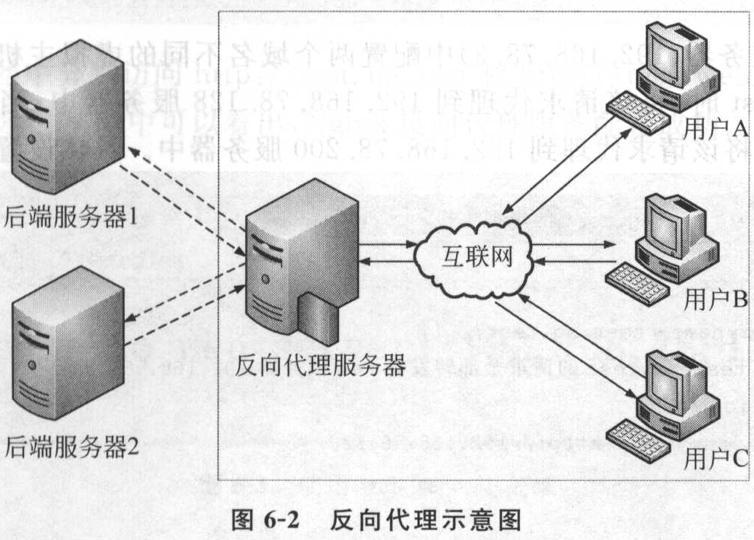 后端服务器1
后端服务器2
反向代理服务器
互联网
用户A
用户B
用户C
图 6-2 反向代理示意图